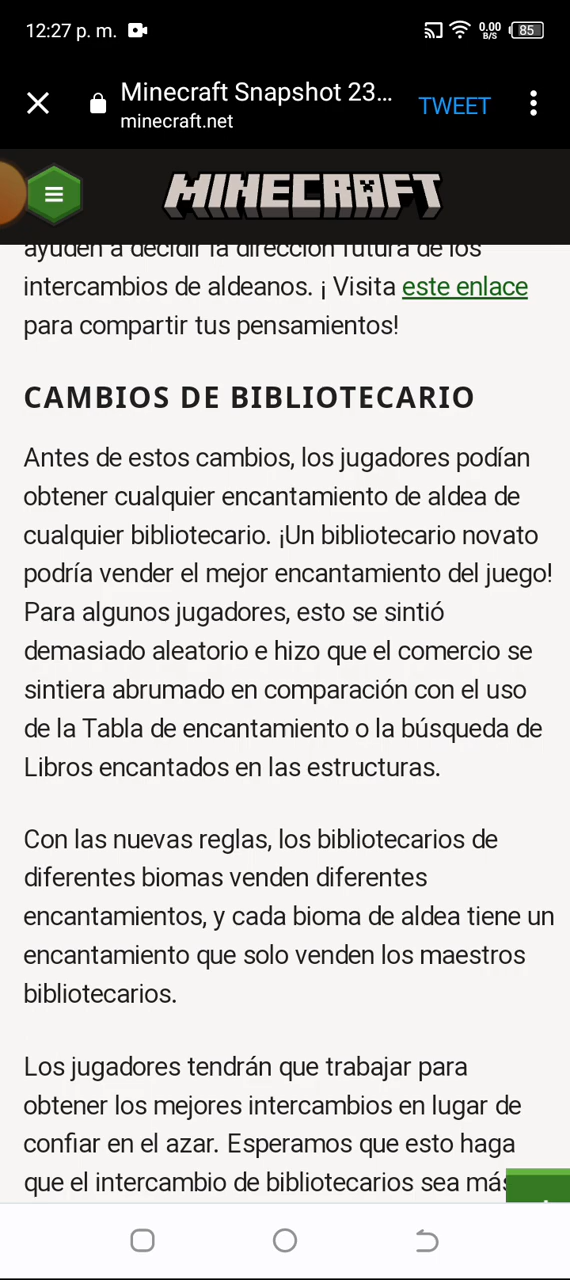 12:27 p. m.
0.00
B/S
85
Minecraft Snapshot 23...
minecraft.net
TWEET
MINECRAFT
ayuden a decidir la dirección futura de los
intercambios de aldeanos. ¡ Visita este enlace
para compartir tus pensamientos!
CAMBIOS DE BIBLIOTECARIO
Antes de estos cambios, los jugadores podían
obtener cualquier encantamiento de aldea de
cualquier bibliotecario. ¡Un bibliotecario novato
podría vender el mejor encantamiento del juego!
Para algunos jugadores, esto se sintió
demasiado aleatorio e hizo que el comercio se
sintiera abrumado en comparación con el uso
de la Tabla de encantamiento o la búsqueda de
Libros encantados en las estructuras.
Con las nuevas reglas, los bibliotecarios de
diferentes biomas venden diferentes
encantamientos, y cada bioma de aldea tiene un
encantamiento que solo venden los maestros
bibliotecarios.
Los jugadores tendrán que trabajar para
obtener los mejores intercambios en lugar de
confiar en el azar. Esperamos que esto haga
que el intercambio de bibliotecarios sea más